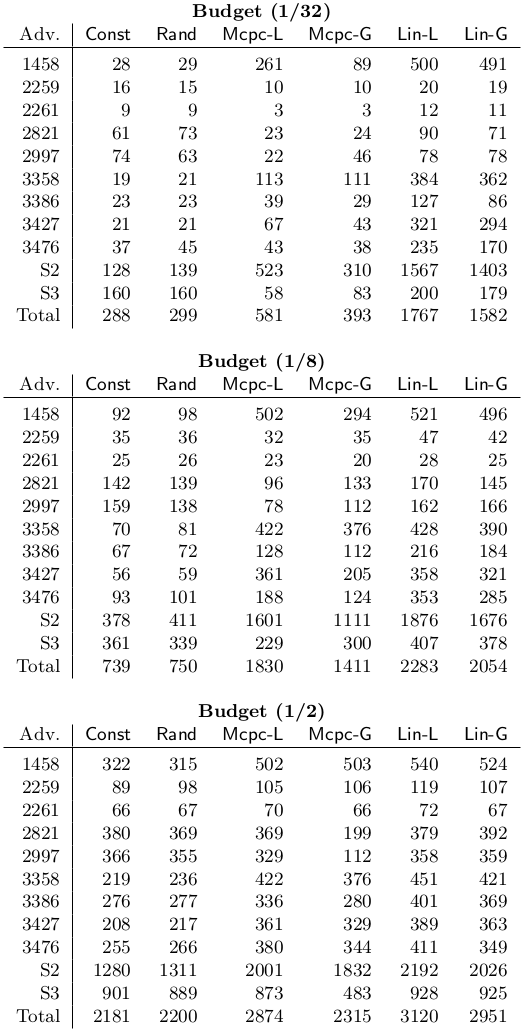 Budget (1/32)
Adv. Const Rand Mcpc-L Mcpc-G Lin-L Lin-G
1458 28 29 261 89 500 491
2259 16 15 10 10 20 19
2261 9 9 3 3 12 11
2821 61 73 23 24 90 71
2997 74 63 22 46 78 78
3358 19 21 113 111 384 362
3386 23 23 39 29 127 86
3427 21 21 67 43 321 294
3476 37 45 43 38 235 170
S2 128 139 523 310 1567 1403
S3 160 160 58 83 200 179
Total 288 299 581 393 1767 1582
Budget (1/8)
Adv. Const Rand Mcpc-L Mcpc-G Lin-L Lin-G
1458 92 98 502 294 521 496
2259 35 36 32 35 47 42
2261 25 26 23 20 28 25
2821 142 139 96 133 170 145
2997 159 138 78 112 162 166
3358 70 81 422 376 428 390
3386 67 72 128 112 216 184
3427 56 59 361 205 358 321
3476 93 101 188 124 353 285
S2 378 411 1601 1111 1876 1676
S3 361 339 229 300 407 378
Total 739 750 1830 1411 2283 2054
Budget (1/2)
Adv. Const Rand Mcpc-L Mcpc-G Lin-L Lin-G
1458 322 315 502 503 540 524
2259 89 98 105 106 119 107
2261 66 67 70 66 72 67
2821 380 369 369 199 379 392
2997 366 355 329 112 358 359
3358 219 236 422 376 451 421
3386 276 277 336 280 401 369
3427 208 217 361 329 389 363
3476 255 266 380 344 411 349
S2 1280 1311 2001 1832 2192 2026
S3 901 889 873 483 928 925
Total 2181 2200 2874 2315 3120 2951